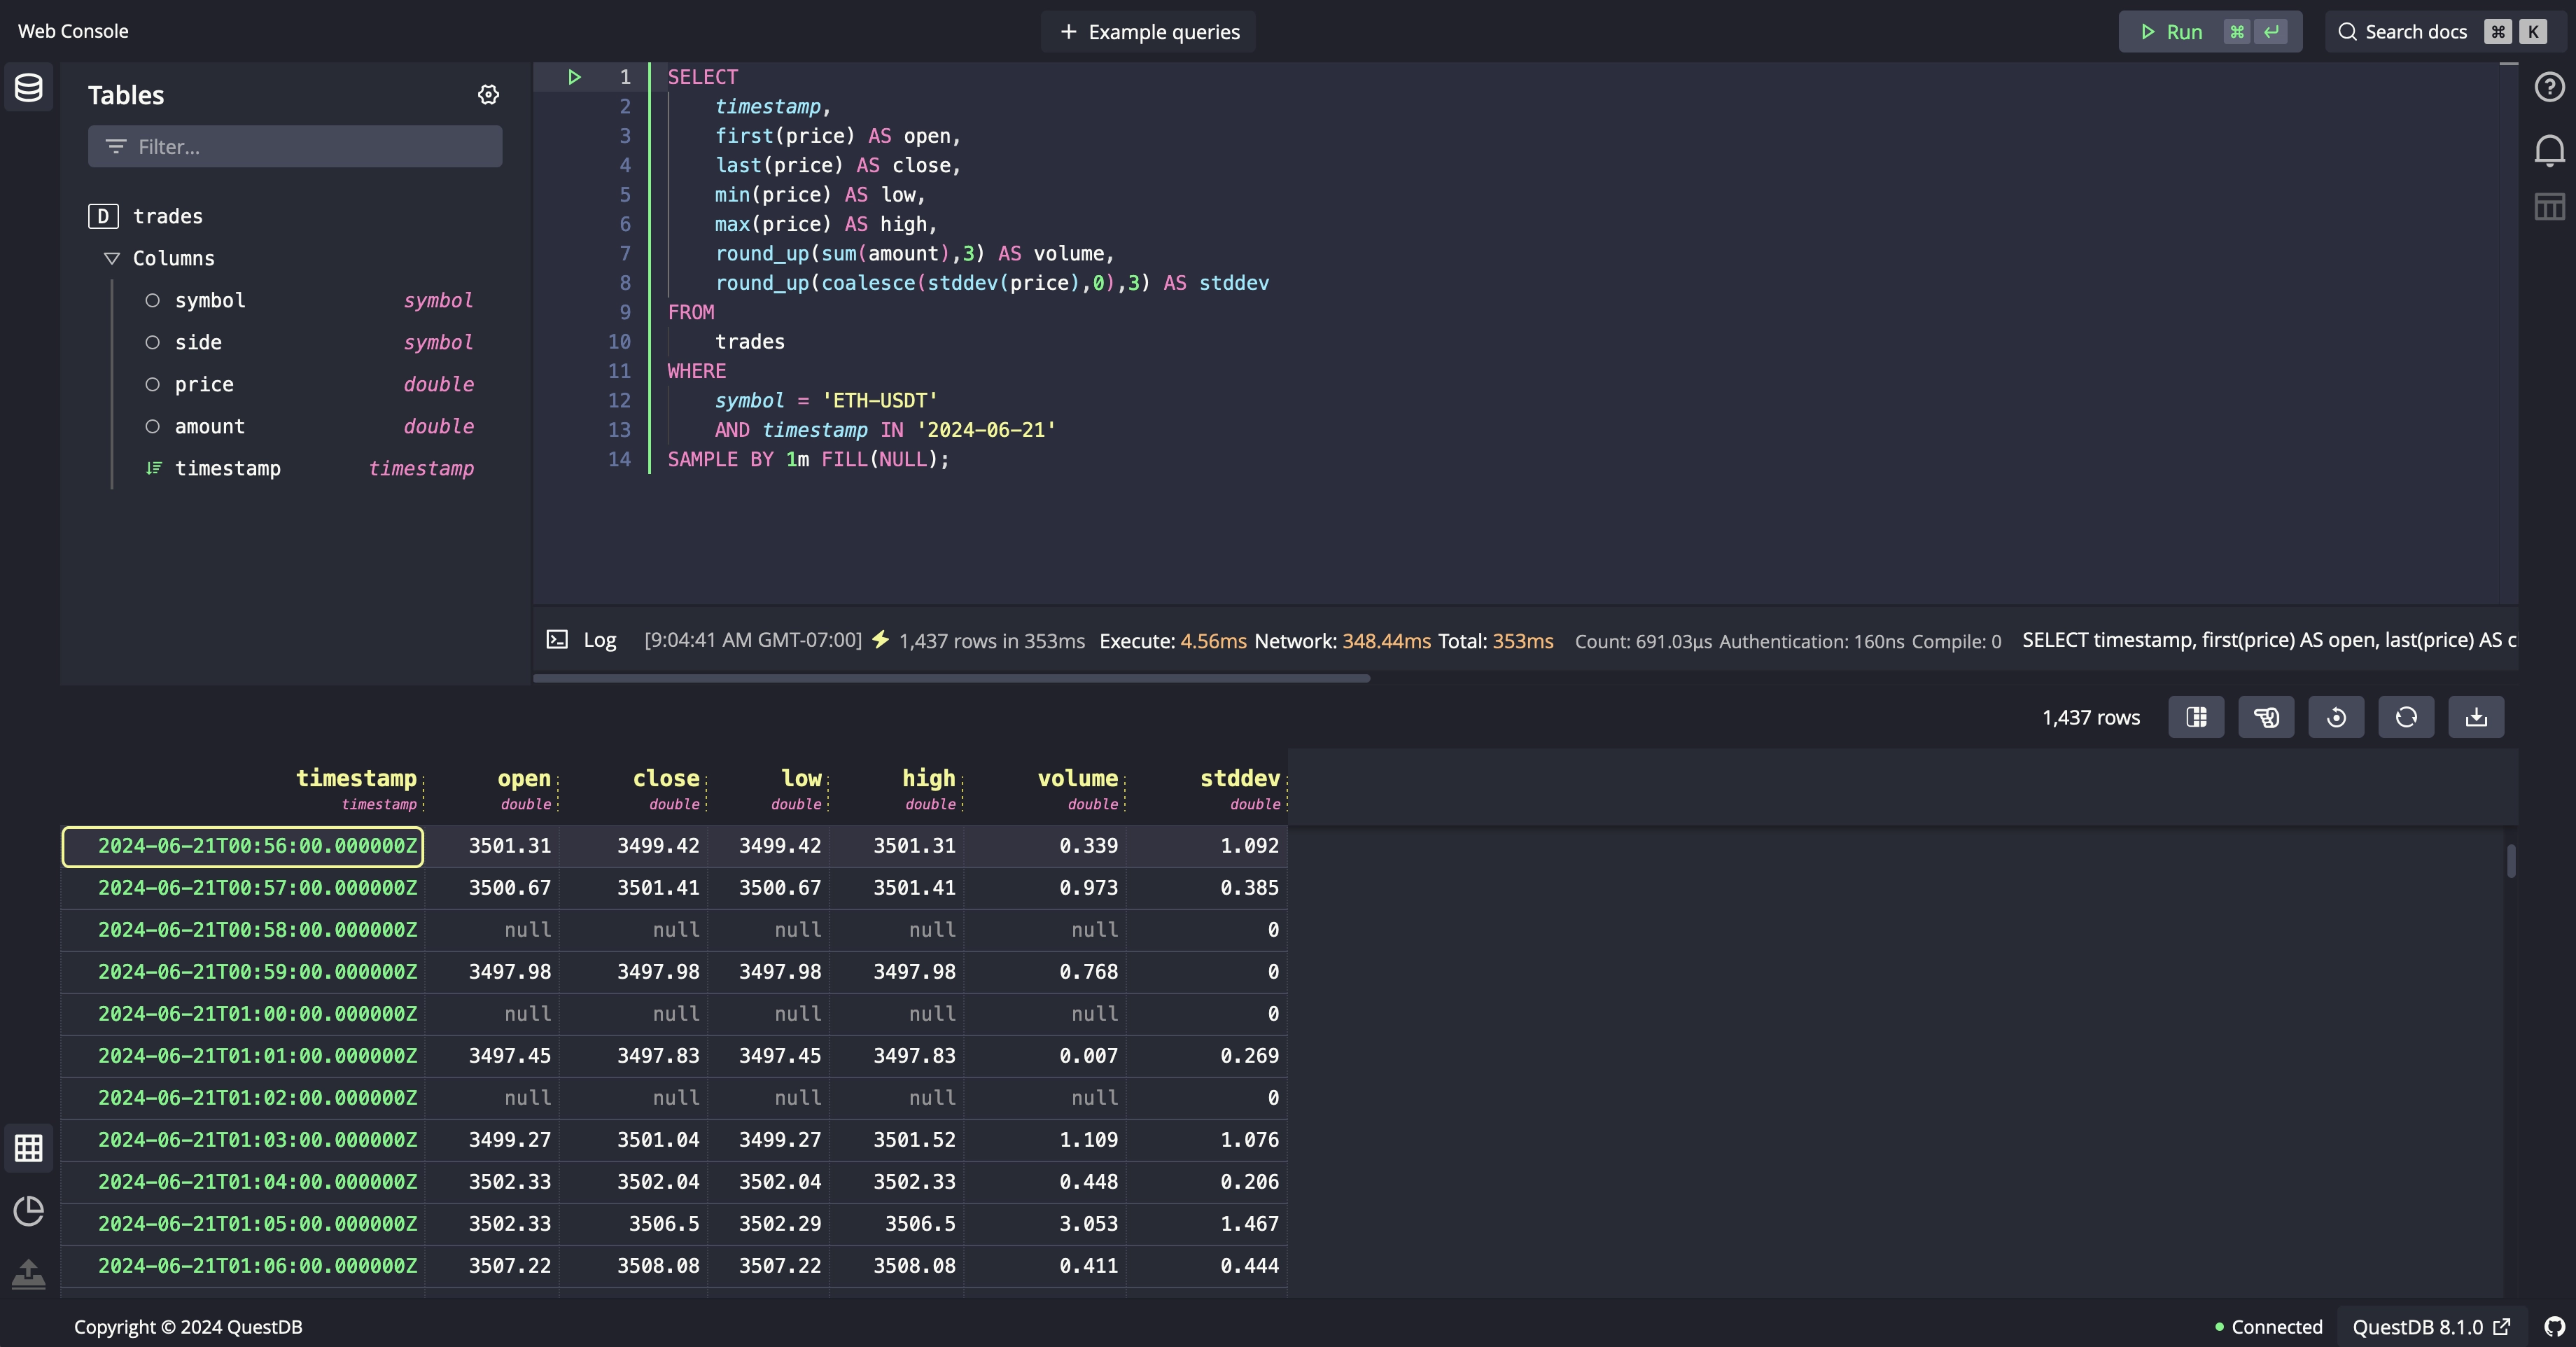 Web Console
+ Example queries
Run ⌘ ↵
Search docs ⌘ K
Tables
Filter...
D trades
Columns
symbol symbol
side symbol
price double
amount double
timestamp timestamp
1 SELECT
2 timestamp,
3 first(price) AS open,
4 last(price) AS close,
5 min(price) AS low,
6 max(price) AS high,
7 round_up(sum(amount),3) AS volume,
8 round_up(coalesce(stddev(price),0),3) AS stddev
9 FROM
10 trades
11 WHERE
12 symbol = 'ETH-USDT'
13 AND timestamp IN '2024-06-21'
14 SAMPLE BY 1m FILL(NULL);
Log [9:04:41 AM GMT-07:00] 1,437 rows in 353ms Execute: 4.56ms Network: 348.44ms Total: 353ms Count: 691.03µs Authentication: 160ns Compile: 0 SELECT timestamp, first(price) AS open, last(price) AS c
1,437 rows
timestamp open close low high volume stddev
timestamp double double double double double double
2024-06-21T00:56:00.000000Z 3501.31 3499.42 3499.42 3501.31 0.339 1.092
2024-06-21T00:57:00.000000Z 3500.67 3501.41 3500.67 3501.41 0.973 0.385
2024-06-21T00:58:00.000000Z null null null null null 0
2024-06-21T00:59:00.000000Z 3497.98 3497.98 3497.98 3497.98 0.768 0
2024-06-21T01:00:00.000000Z null null null null null 0
2024-06-21T01:01:00.000000Z 3497.45 3497.83 3497.45 3497.83 0.007 0.269
2024-06-21T01:02:00.000000Z null null null null null 0
2024-06-21T01:03:00.000000Z 3499.27 3501.04 3499.27 3501.52 1.109 1.076
2024-06-21T01:04:00.000000Z 3502.33 3502.04 3502.04 3502.33 0.448 0.206
2024-06-21T01:05:00.000000Z 3502.33 3506.5 3502.29 3506.5 3.053 1.467
2024-06-21T01:06:00.000000Z 3507.22 3508.08 3507.22 3508.08 0.411 0.444
Copyright © 2024 QuestDB
Connected
QuestDB 8.1.0